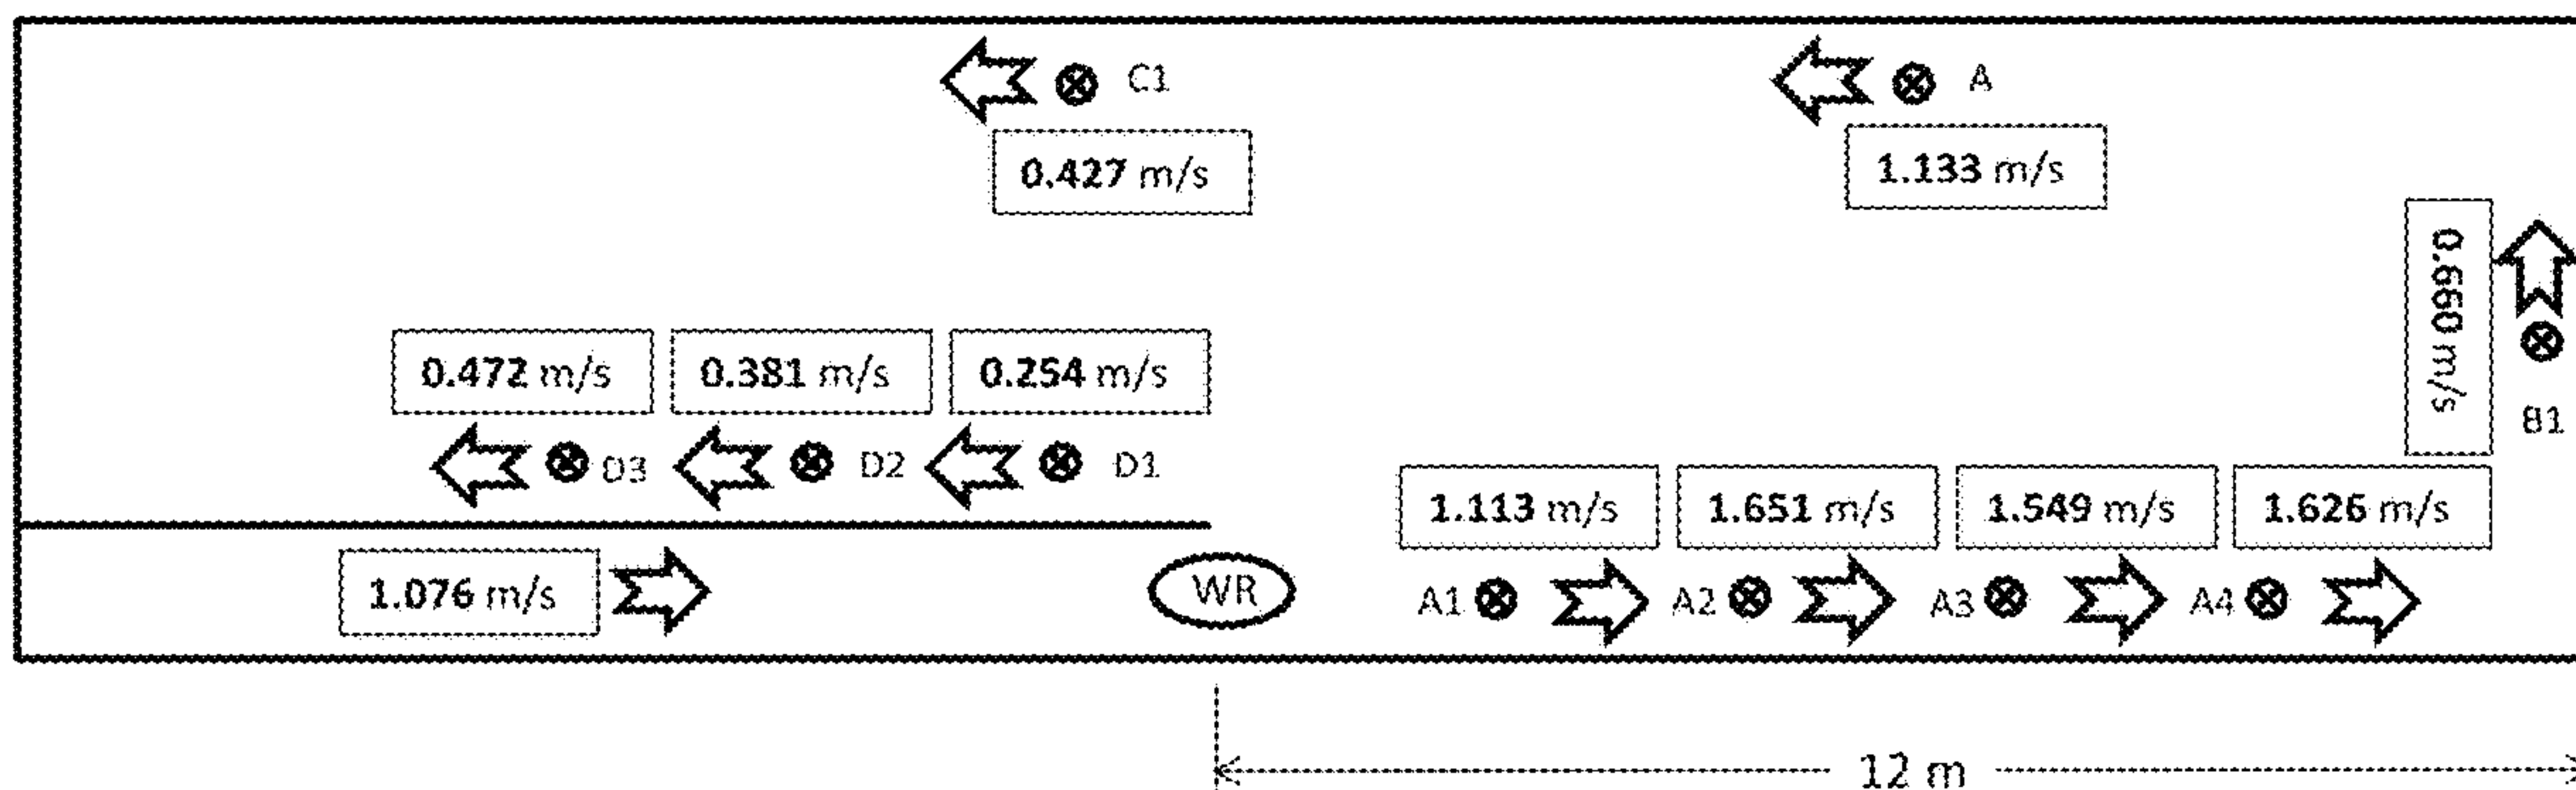 C1
A
0.427 m/s
1.133 m/s
0.660 m/s
B1
0.472 m/s
0.381 m/s
0.254 m/s
D3
D2
D1
1.113 m/s
1.651 m/s
1.549 m/s
1.626 m/s
1.076 m/s
WR
A1
A2
A3
A4
12 m